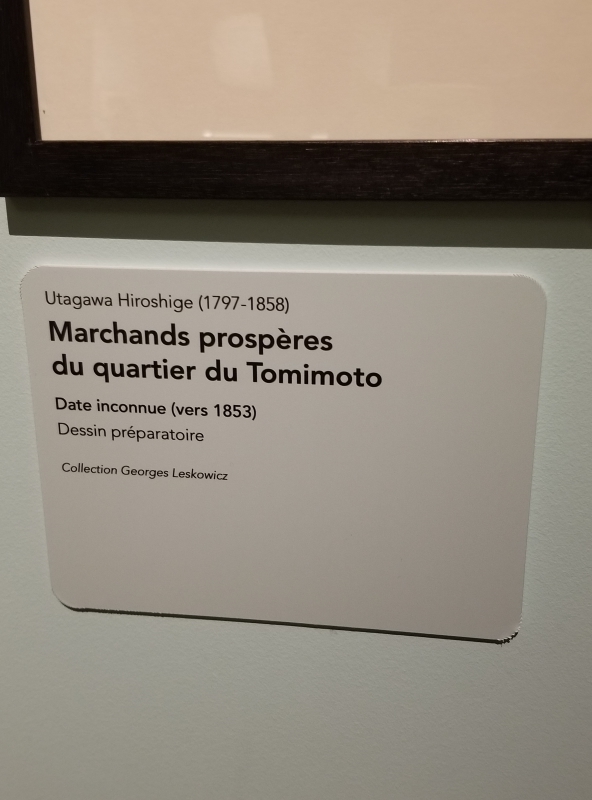 Utagawa Hiroshige (1797-1858)
Marchands prospères
du quartier du Tomimoto
Date inconnue (vers 1853)
Dessin préparatoire
Collection Georges Leskowicz